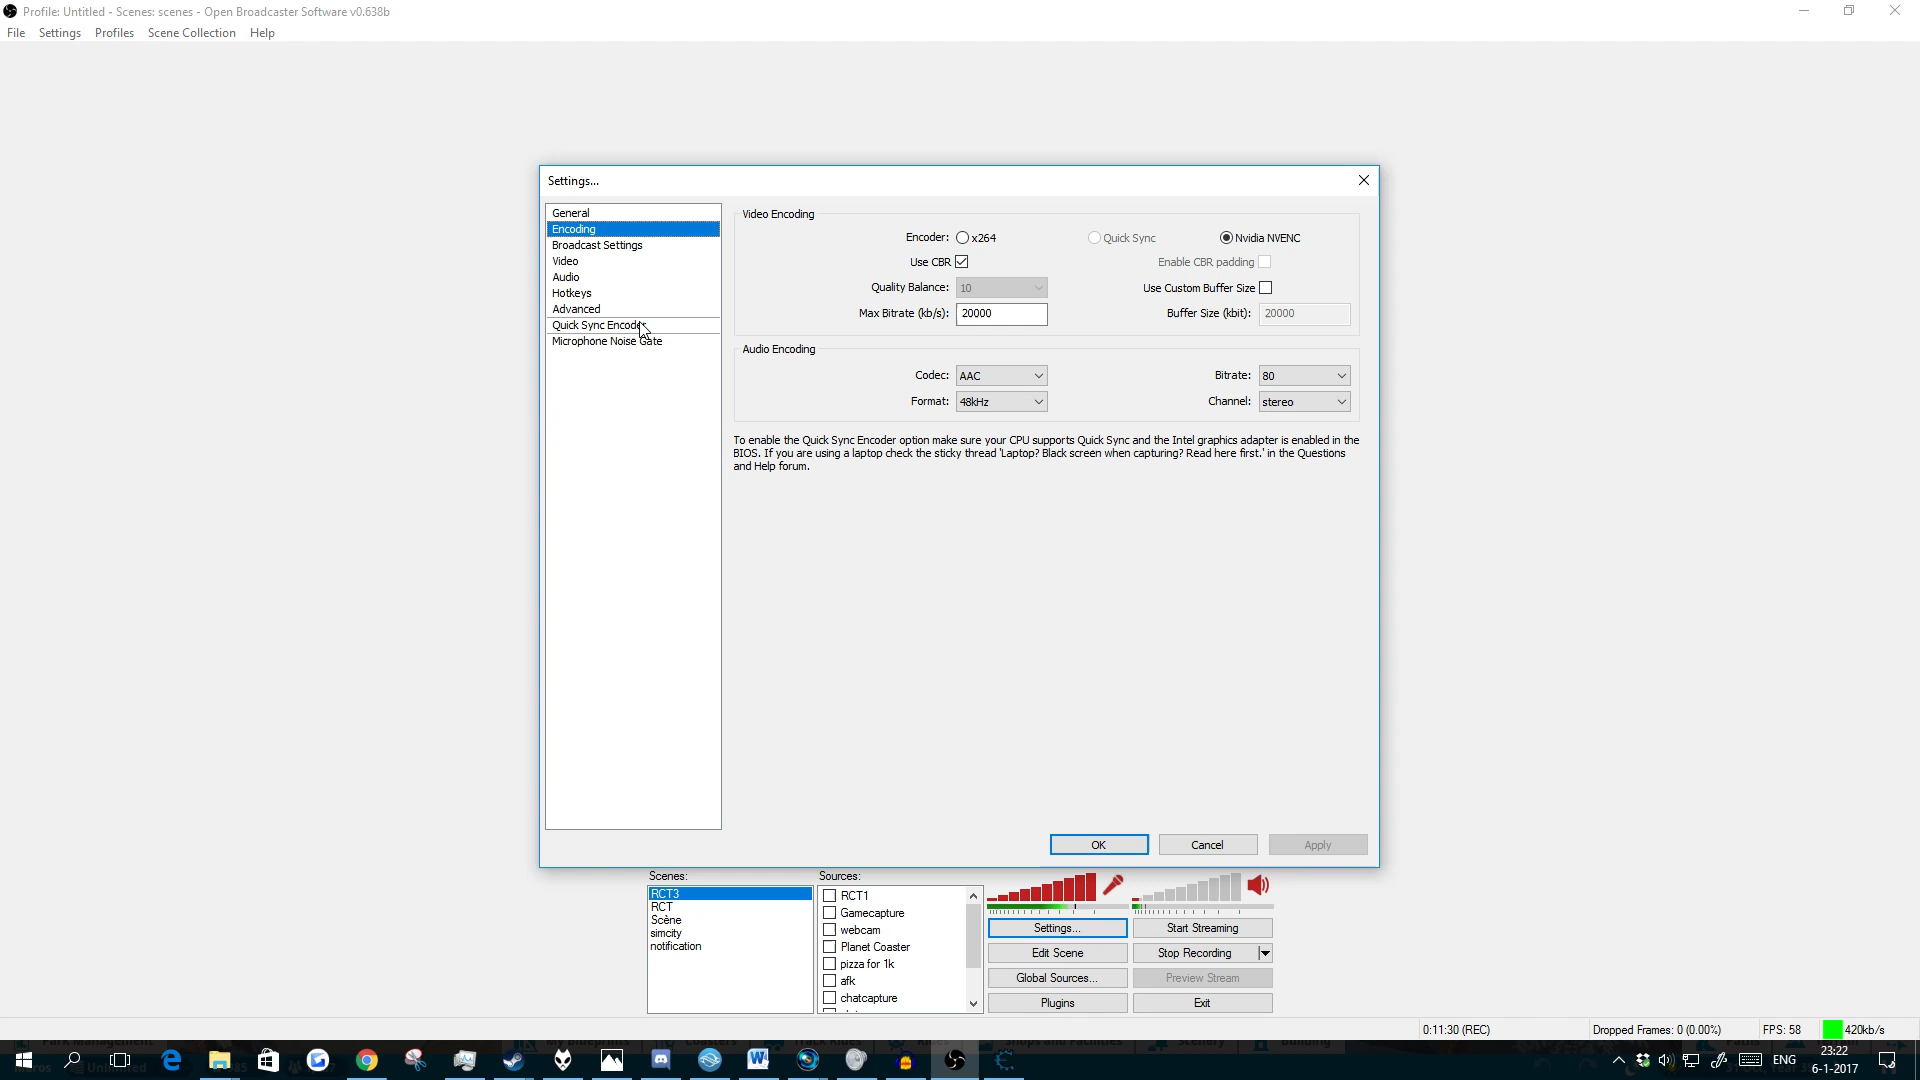 Profile: Untitled - Scenes: scenes - Open Broadcaster Software v0.638b
File Settings Profiles Scene Collection Help
Settings...
General
Encoding
Broadcast Settings
Video
Audio
Hotkeys
Advanced
Quick Sync Encoder
Microphone Noise Gate
Video Encoding
Encoder: x264 Quick Sync Nvidia NVENC
Use CBR Enable CBR padding
Quality Balance: 10 Use Custom Buffer Size
Max Bitrate (kb/s): 20000 Buffer Size (kbit): 20000
Audio Encoding
Codec: AAC Bitrate: 80
Format: 48kHz Channel: stereo
To enable the Quick Sync Encoder option make sure your CPU supports Quick Sync and the Intel graphics adapter is enabled in the
BIOS. If you are using a laptop check the sticky thread 'Laptop? Black screen when capturing? Read here first.' in the Questions
and Help forum.
OK Cancel Apply
Scenes:
RCT3
RCT
Scène
simcity
notification
Sources:
RCT1
Gamecapture
webcam
Planet Coaster
pizza for 1k
afk
chatcapture
Settings... Start Streaming
Edit Scene Stop Recording
Global Sources... Preview Stream
Plugins Exit
0:11:30 (REC) Dropped Frames: 0 (0.00%) FPS: 58 420kb/s
ENG
23:22
6-1-2017